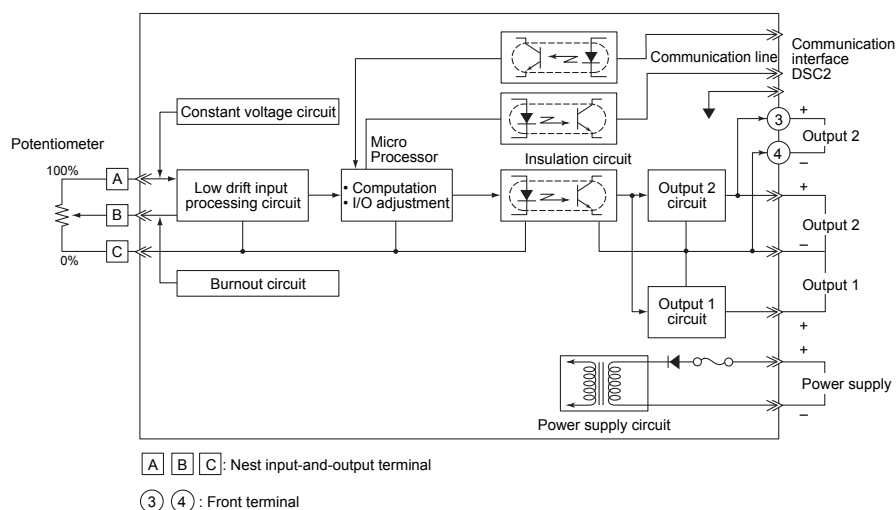 Communication line
Communication
interface
DSC2
Constant voltage circuit
3
+
Output 2
4
–
Potentiometer
100%
A
B
C
0%
Micro
Processor
Insulation circuit
Low drift input
processing circuit
• Computation
• I/O adjustment
Output 2
circuit
+
Output 2
–
Burnout circuit
Output 1
circuit
Output 1
+
+
Power supply
–
Power supply circuit
A B C : Nest input-and-output terminal
3 4 : Front terminal